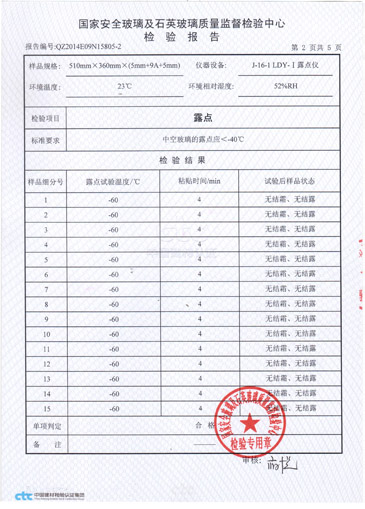 国家安全玻璃及石英玻璃质量监督检验中心
检 验 报 告
报告编号:QZ2014E09N15805-2 第 2 页 共 5 页
样品规格: 510mm×360mm×(5mm+9A+5mm) 仪器设备: J-16-1 LDY-Ⅰ露点仪
环境温度: 23℃ 环境相对湿度: 52%RH
检验项目 露点
标准要求 中空玻璃的露点应<-40℃
检 验 结 果
样品细分号 露点试验温度/℃ 粘贴时间/min 试验后样品状态
1 -60 4 无结霜、无结露
2 -60 4 无结霜、无结露
3 -60 4 无结霜、无结露
4 -60 4 无结霜、无结露
5 -60 4 无结霜、无结露
6 -60 4 无结霜、无结露
7 -60 4 无结霜、无结露
8 -60 4 无结霜、无结露
9 -60 4 无结霜、无结露
10 -60 4 无结霜、无结露
11 -60 4 无结霜、无结露
12 -60 4 无结霜、无结露
13 -60 4 无结霜、无结露
14 -60 4 无结霜、无结露
15 -60 4 无结霜、无结露
单项判定 合 格
备 注 ——
国家安全玻璃及石英玻璃质量监督检验中心
检验专用章
审核:
ctc 中国建材检验认证集团